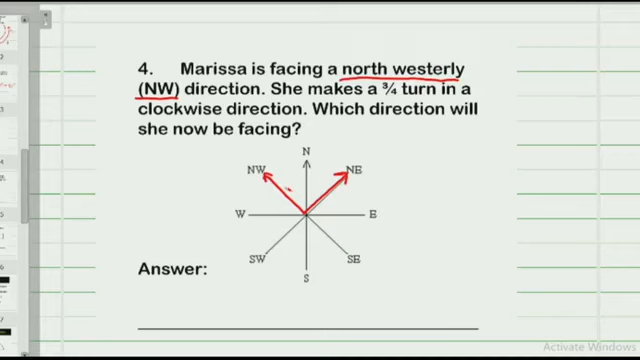 4. Marissa is facing a north westerly
(NW) direction. She makes a ¾ turn in a
clockwise direction. Which direction will
she now be facing?
N
NW NE
W E
SW SE
S
Answer:
Activate Windows